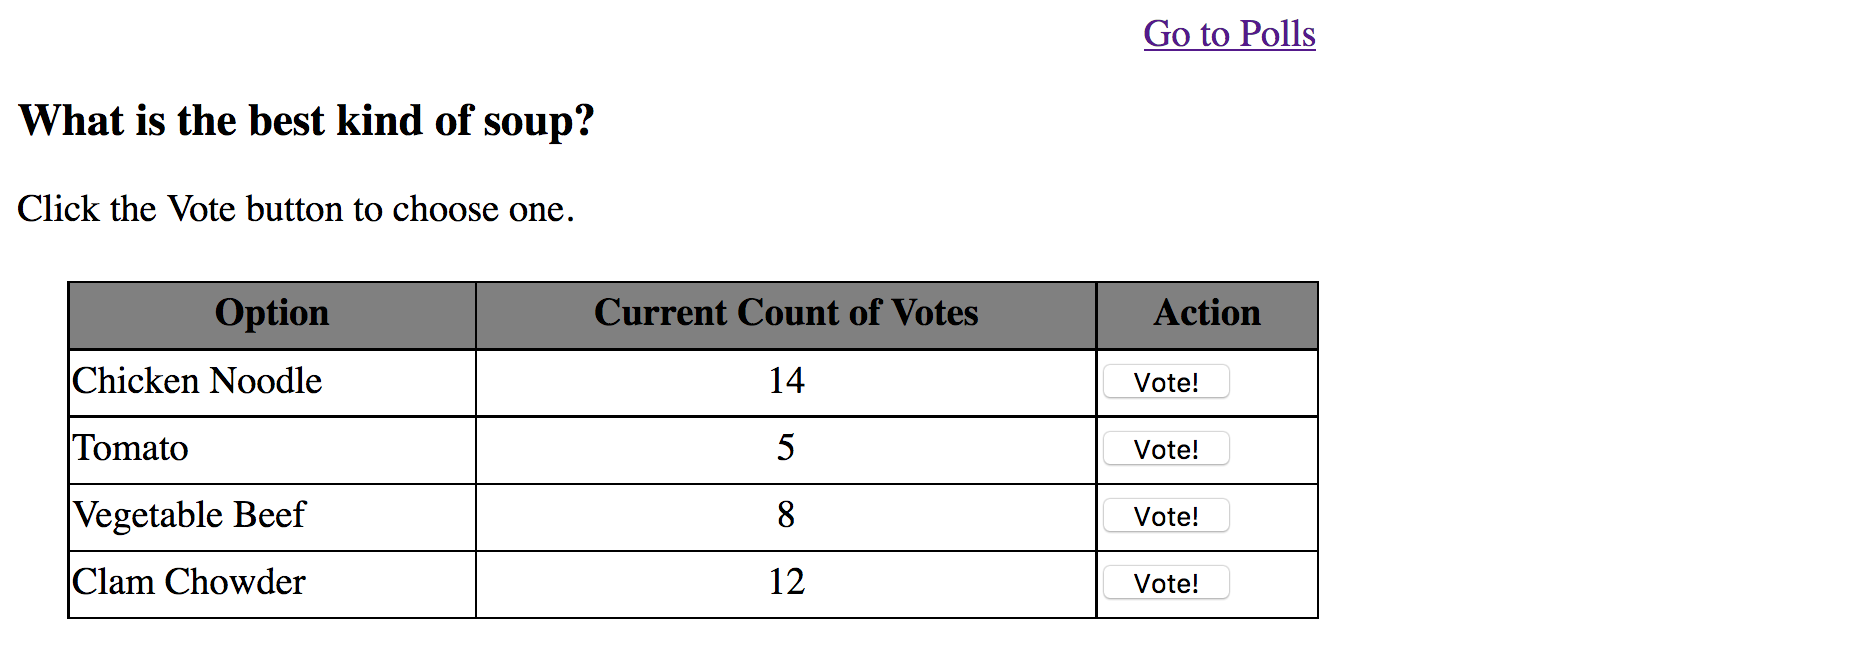 Go to Polls
What is the best kind of soup?
Click the Vote button to choose one.
Option Current Count of Votes Action
Chicken Noodle 14 Vote!
Tomato 5 Vote!
Vegetable Beef 8 Vote!
Clam Chowder 12 Vote!